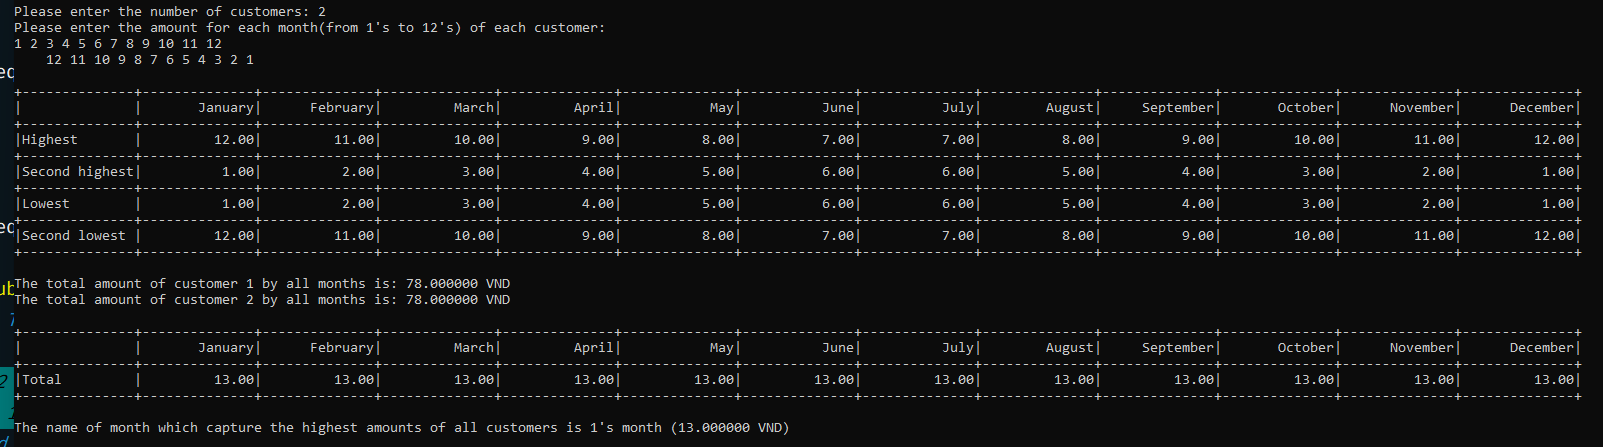 Please enter the number of customers: 2
Please enter the amount for each month(from 1's to 12's) of each customer:
1 2 3 4 5 6 7 8 9 10 11 12
12 11 10 9 8 7 6 5 4 3 2 1
| | January| February| March| April| May| June| July| August| September| October| November| December|
|Highest | 12.00| 11.00| 10.00| 9.00| 8.00| 7.00| 7.00| 8.00| 9.00| 10.00| 11.00| 12.00|
|Second highest| 1.00| 2.00| 3.00| 4.00| 5.00| 6.00| 6.00| 5.00| 4.00| 3.00| 2.00| 1.00|
|Lowest | 1.00| 2.00| 3.00| 4.00| 5.00| 6.00| 6.00| 5.00| 4.00| 3.00| 2.00| 1.00|
|Second lowest | 12.00| 11.00| 10.00| 9.00| 8.00| 7.00| 7.00| 8.00| 9.00| 10.00| 11.00| 12.00|
The total amount of customer 1 by all months is: 78.000000 VND
The total amount of customer 2 by all months is: 78.000000 VND
| | January| February| March| April| May| June| July| August| September| October| November| December|
|Total | 13.00| 13.00| 13.00| 13.00| 13.00| 13.00| 13.00| 13.00| 13.00| 13.00| 13.00| 13.00|
The name of month which capture the highest amounts of all customers is 1's month (13.000000 VND)